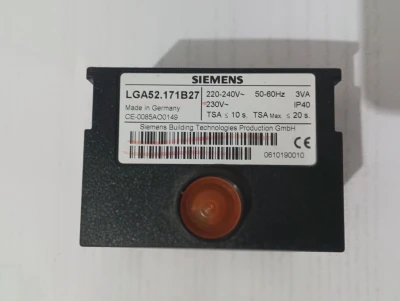 SIEMENS
LGA52.171B27
220-240V~ 50-60Hz 3VA
Made in Germany
*230V~ IP40
CE-0085AO0149
TSA ≤ 10 s. TSA Max. ≤ 20 s.
Siemens Building Technologies Production GmbH
CE
0610190010